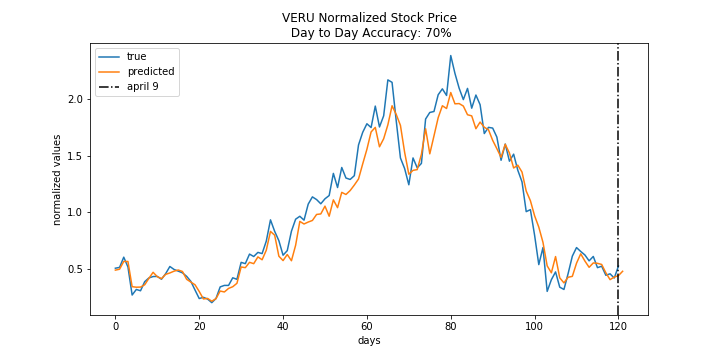 VERU Normalized Stock Price
Day to Day Accuracy: 70%
true
predicted
april 9
normalized values
2.0
1.5
1.0
0.5
0
20
40
60
80
100
120
days